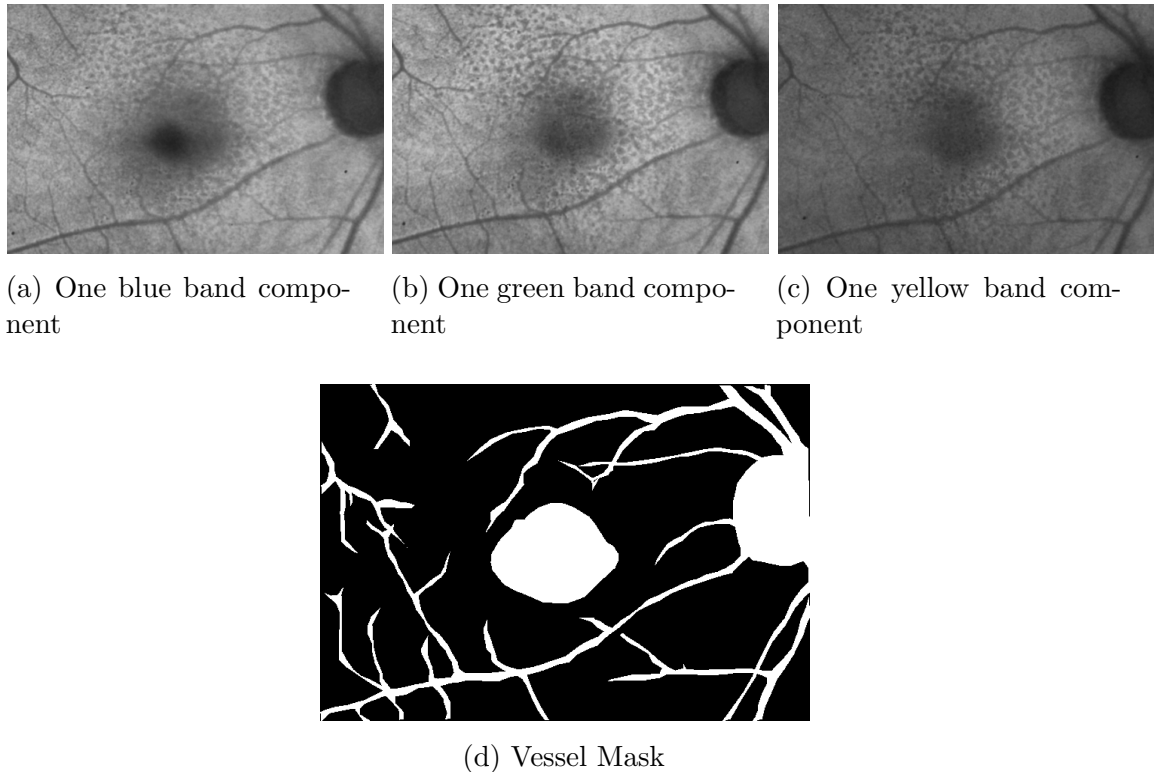 (a) One blue band compo-
nent
(b) One green band compo-
nent
(c) One yellow band com-
ponent
(d) Vessel Mask